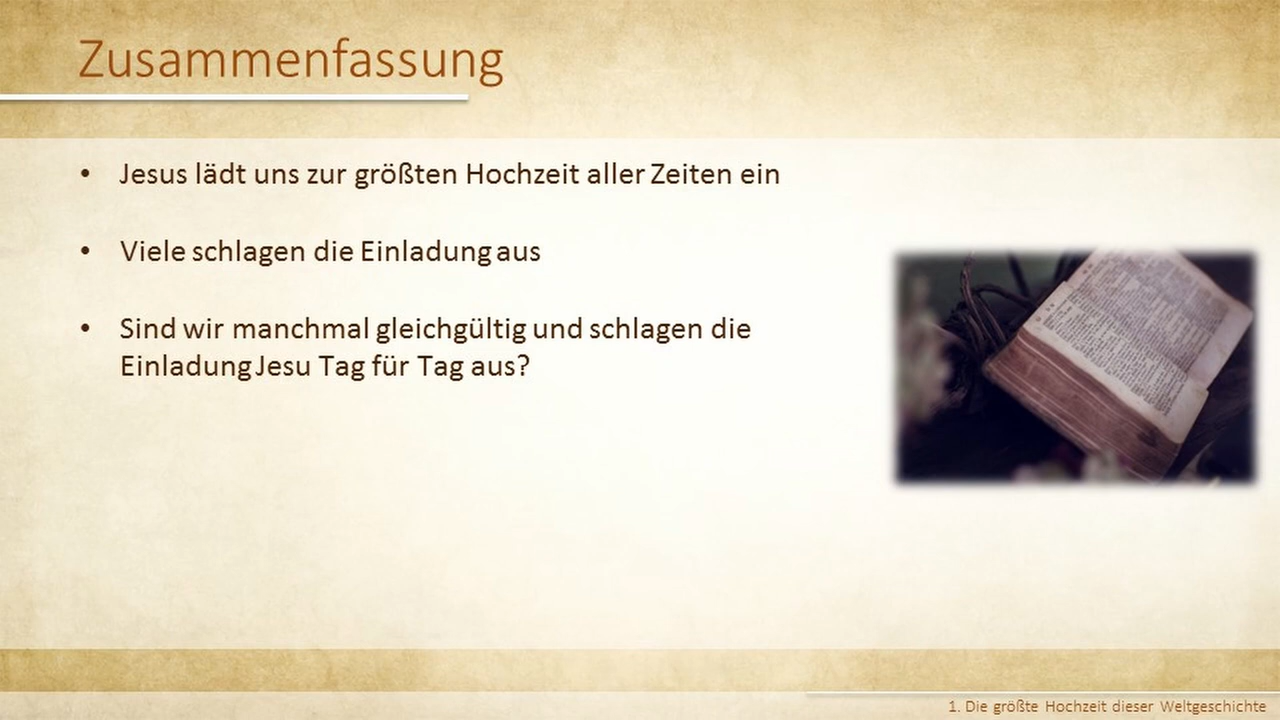 Zusammenfassung
• Jesus lädt uns zur größten Hochzeit aller Zeiten ein
• Viele schlagen die Einladung aus
• Sind wir manchmal gleichgültig und schlagen die
Einladung Jesu Tag für Tag aus?
1. Die größte Hochzeit dieser Weltgeschichte